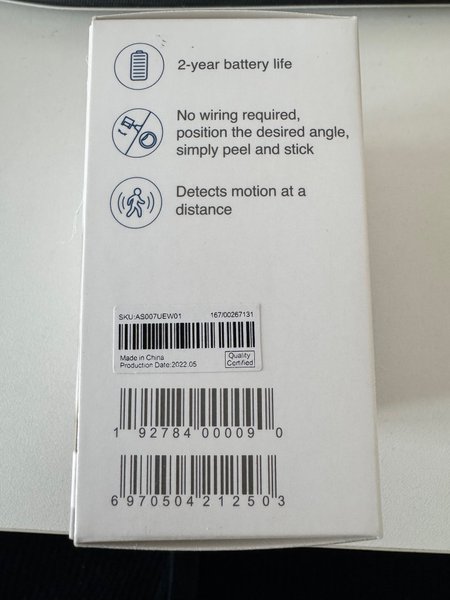 2-year battery life
No wiring required,
position the desired angle,
simply peel and stick
Detects motion at a
distance
SKU:AS007UEW01 167/00267131
Made in China
Production Date:2022.05
Quality
Certified
1 92784 00009 0
6 970504 212503